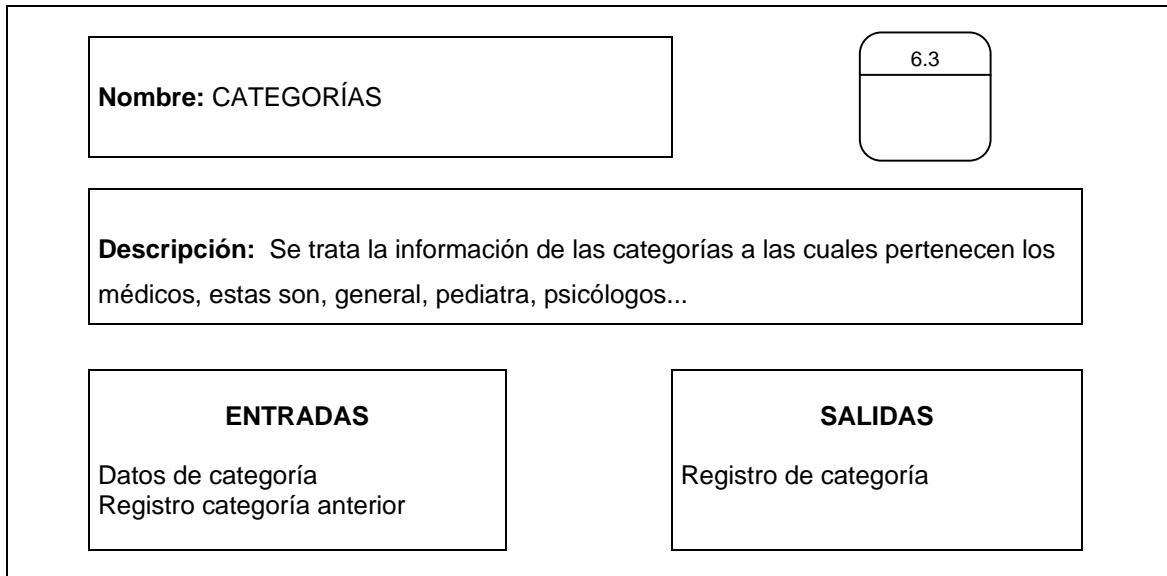 Nombre: CATEGORÍAS
6.3
Descripción: Se trata la información de las categorías a las cuales pertenecen los
médicos, estas son, general, pediatra, psicólogos...
ENTRADAS
Datos de categoría
Registro categoría anterior
SALIDAS
Registro de categoría